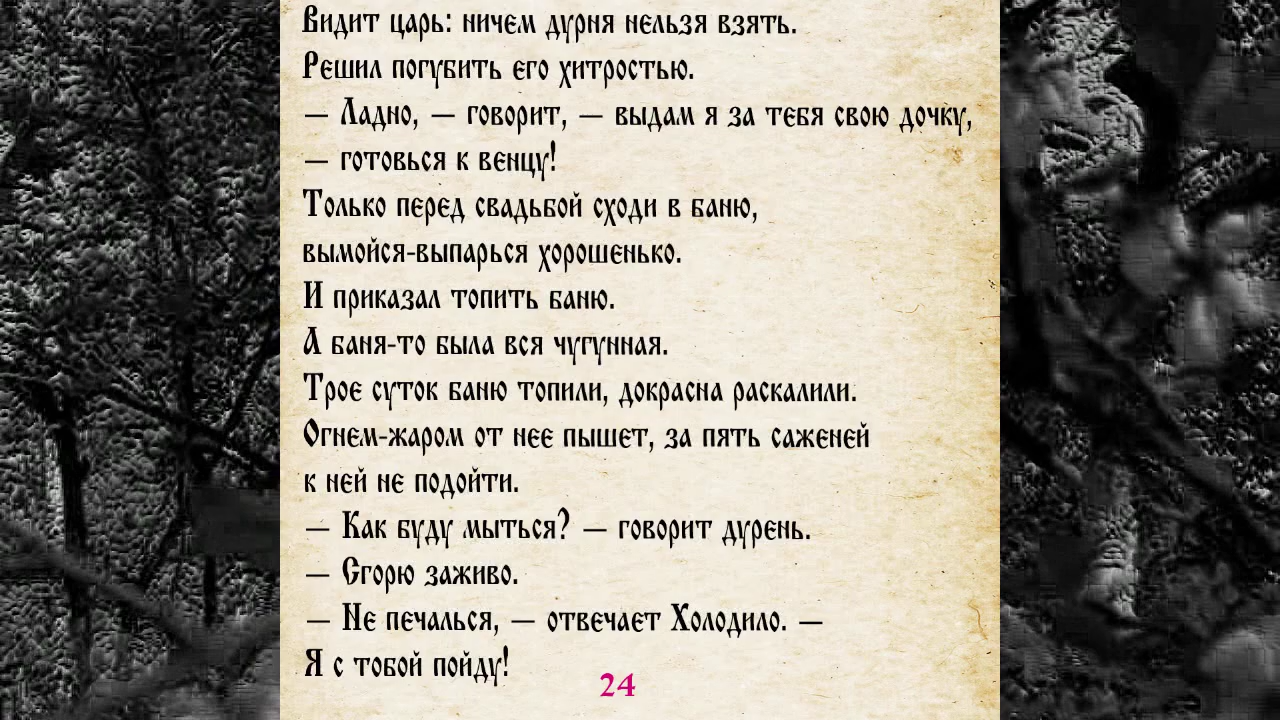 Видит царь: ничем дурня нельзя взять.
Решил погубить его хитростью.
— Ладно, — говорит, — выдам я за тебя свою дочку,
— готовься к венцу!
Только перед свадьбой сходи в баню,
вымойся-выпарься хорошенько.
И приказал топить баню.
А баня-то была вся чугунная.
Трое суток баню топили, докрасна раскалили.
Огнем-жаром от нее пышет, за пять саженей
к ней не подойти.
— Как буду мыться? — говорит дурень.
— Сгорю заживо.
— Не печалься, — отвечает Холодило. —
Я с тобой пойду!
24